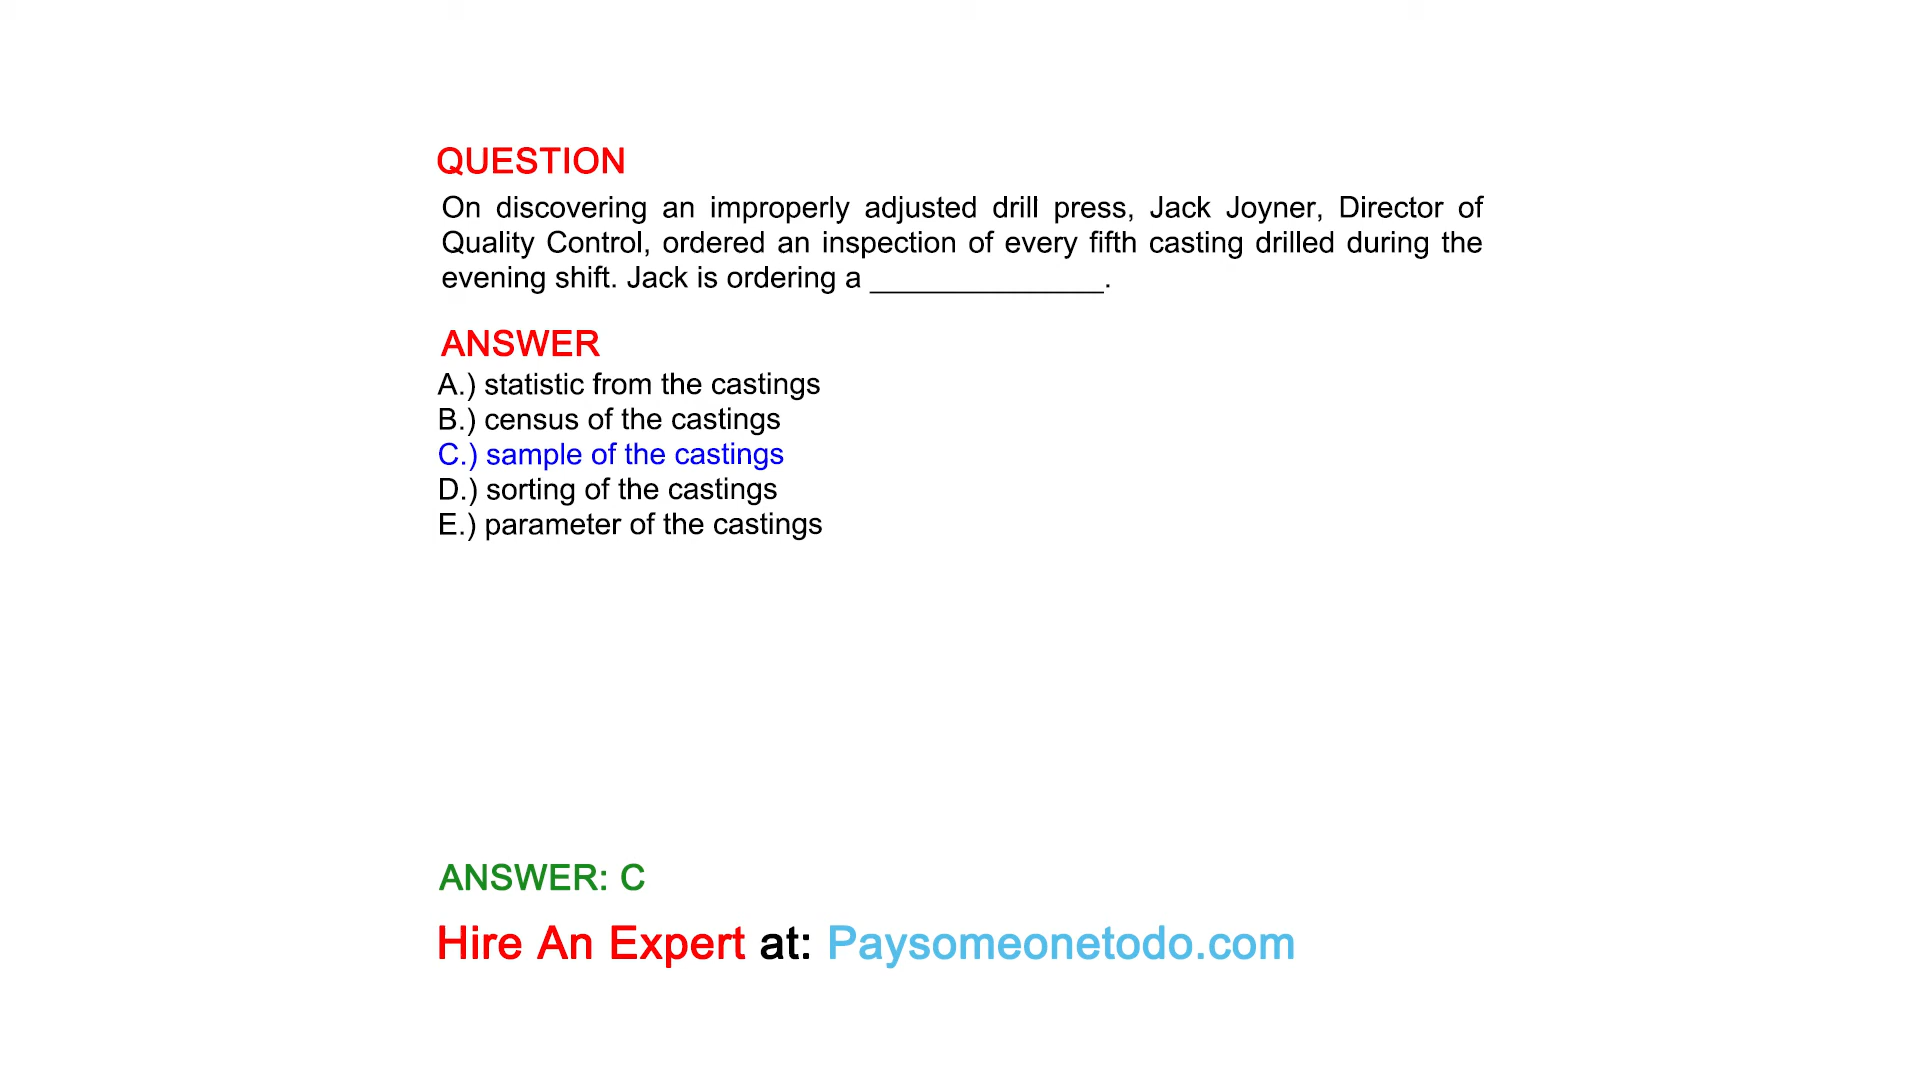 QUESTION
On discovering an improperly adjusted drill press, Jack Joyner, Director of
Quality Control, ordered an inspection of every fifth casting drilled during the
evening shift. Jack is ordering a ______________.
ANSWER
A.) statistic from the castings
B.) census of the castings
C.) sample of the castings
D.) sorting of the castings
E.) parameter of the castings
ANSWER: C
Hire An Expert at: Paysomeonetodo.com